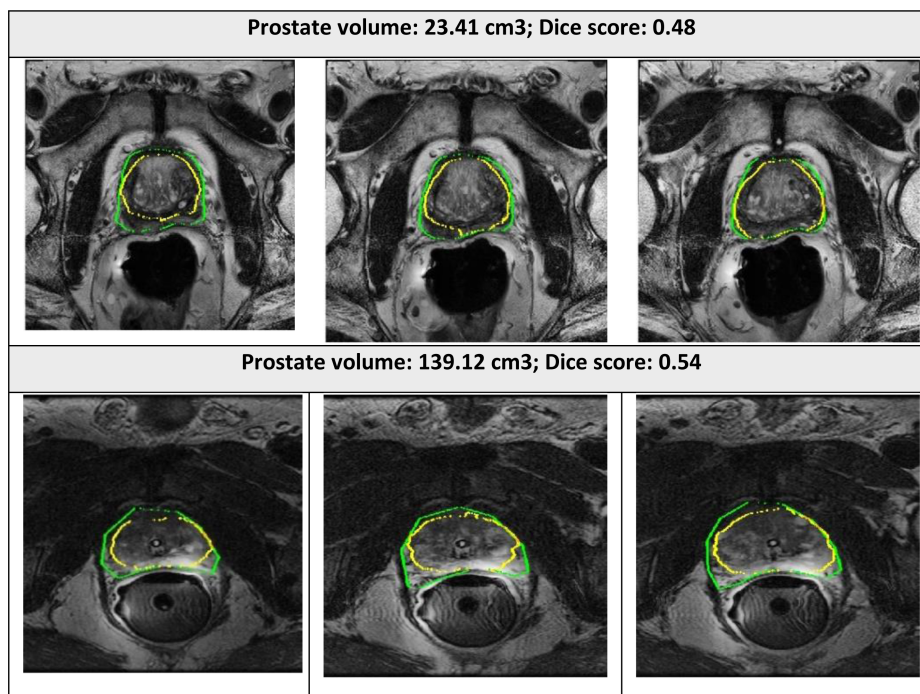 Prostate volume: 23.41 cm3; Dice score: 0.48
Prostate volume: 139.12 cm3; Dice score: 0.54